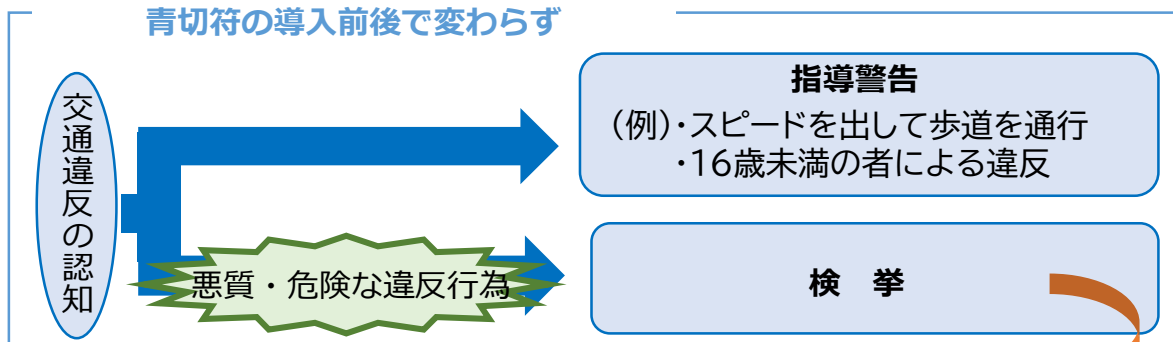 青切符の導入前後で変わらず
交通違反の認知
指導警告
（例）・スピードを出して歩道を通行
・16歳未満の者による違反
悪質・危険な違反行為
検　挙